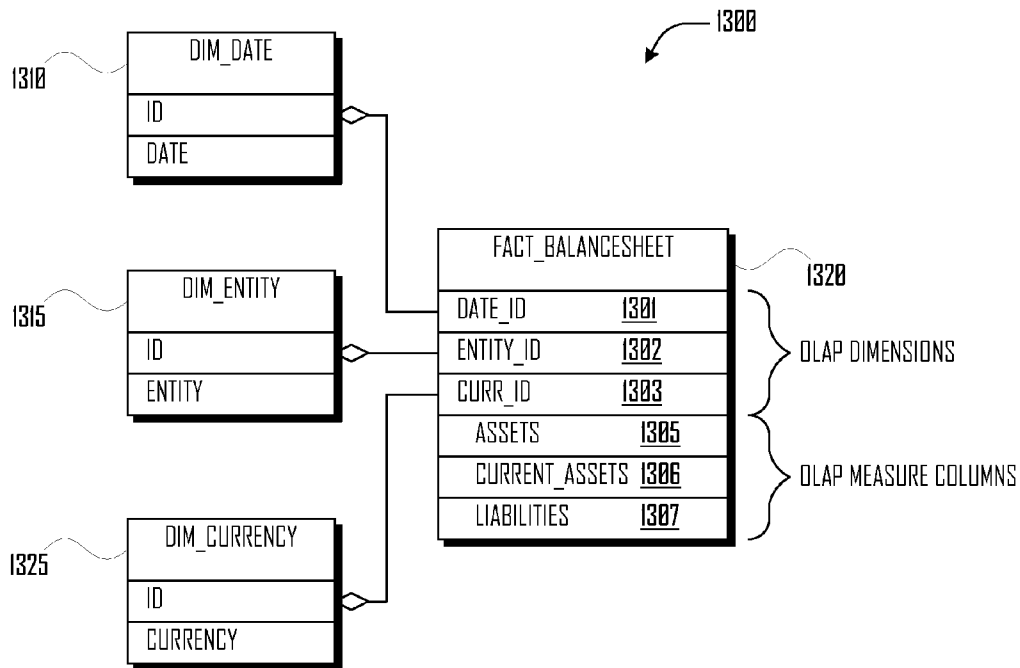 1300
1310
DIM_DATE
ID
DATE
1315
DIM_ENTITY
ID
ENTITY
1325
DIM_CURRENCY
ID
CURRENCY
FACT_BALANCESHEET
1320
DATE_ID 1301
ENTITY_ID 1302
CURR_ID 1303
OLAP DIMENSIONS
ASSETS 1305
CURRENT_ASSETS 1306
LIABILITIES 1307
OLAP MEASURE COLUMNS